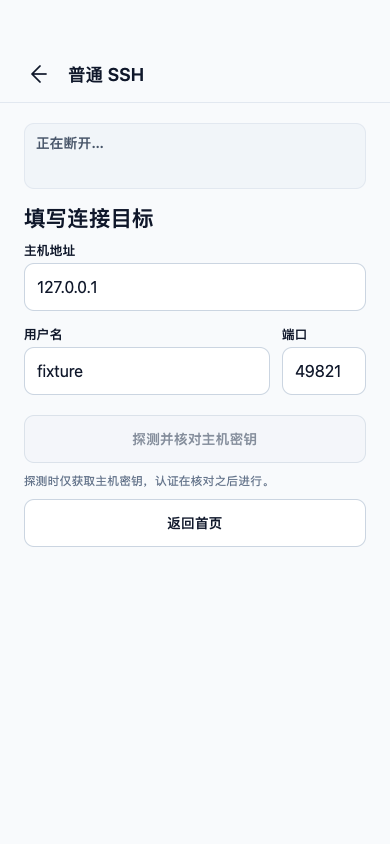 普通 SSH
正在断开...
填写连接目标
主机地址
127.0.0.1
用户名
端口
fixture
49821
探测并核对主机密钥
探测时仅获取主机密钥，认证在核对之后进行。
返回首页